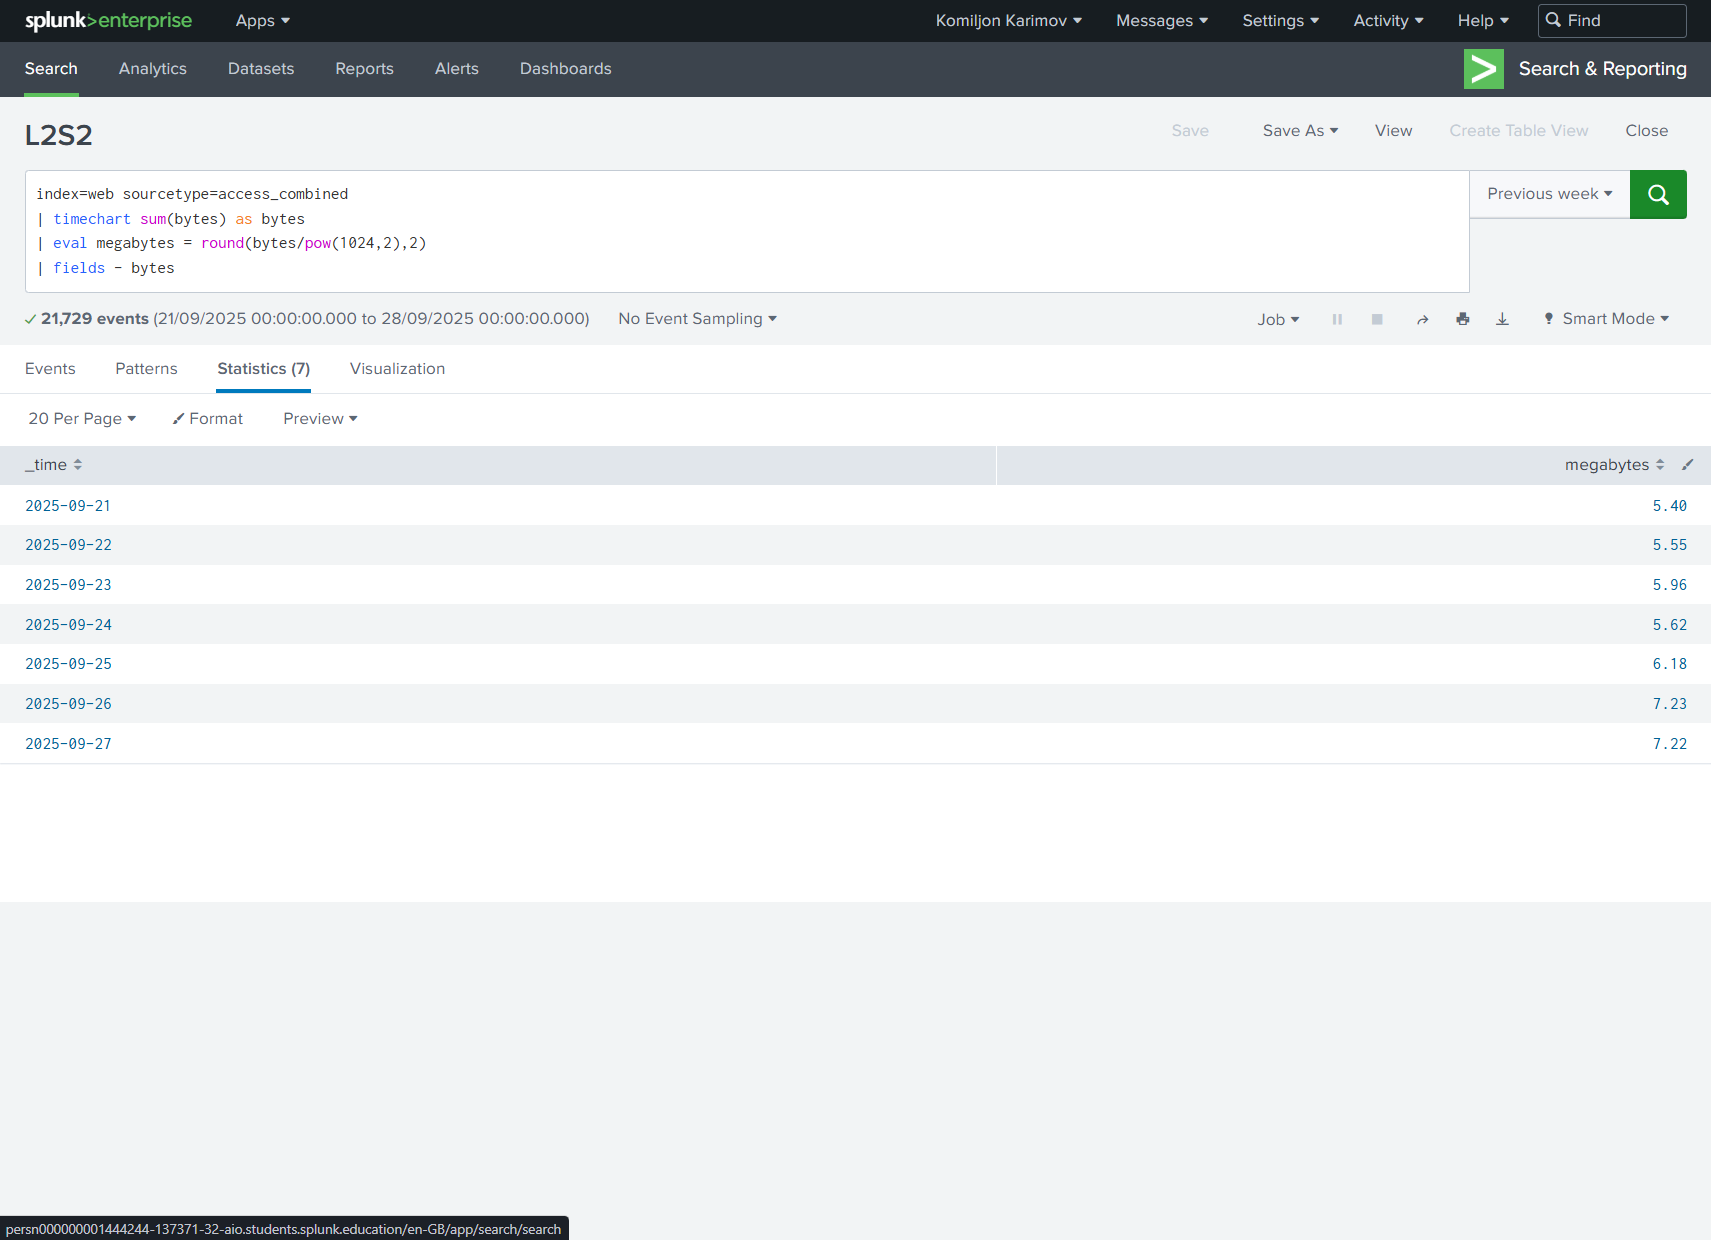 splunk>enterprise Apps Komiljon Karimov Messages Settings Activity Help Find
Search Analytics Datasets Reports Alerts Dashboards Search & Reporting
L2S2 Save Save As View Create Table View Close
index=web sourcetype=access_combined
| timechart sum(bytes) as bytes
| eval megabytes = round(bytes/pow(1024,2),2)
| fields - bytes
Previous week
21,729 events (21/09/2025 00:00:00.000 to 28/09/2025 00:00:00.000) No Event Sampling Job Smart Mode
Events Patterns Statistics (7) Visualization
20 Per Page Format Preview
_time megabytes
2025-09-21 5.40
2025-09-22 5.55
2025-09-23 5.96
2025-09-24 5.62
2025-09-25 6.18
2025-09-26 7.23
2025-09-27 7.22
persn000000001444244-137371-32-aio.students.splunk.education/en-GB/app/search/search